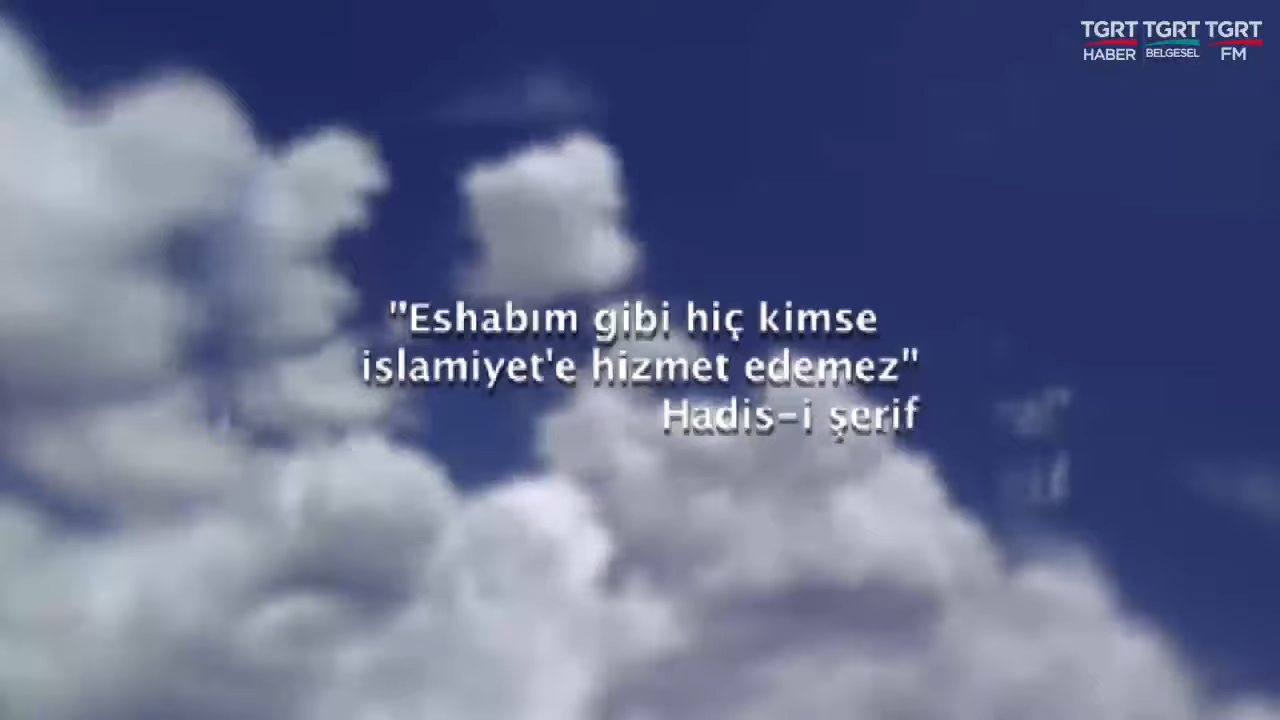 TGRT TGRT TGRT
HABER BELGESEL FM
"Eshabım gibi hiç kimse
islamiyet'e hizmet edemez"
Hadis-i şerif